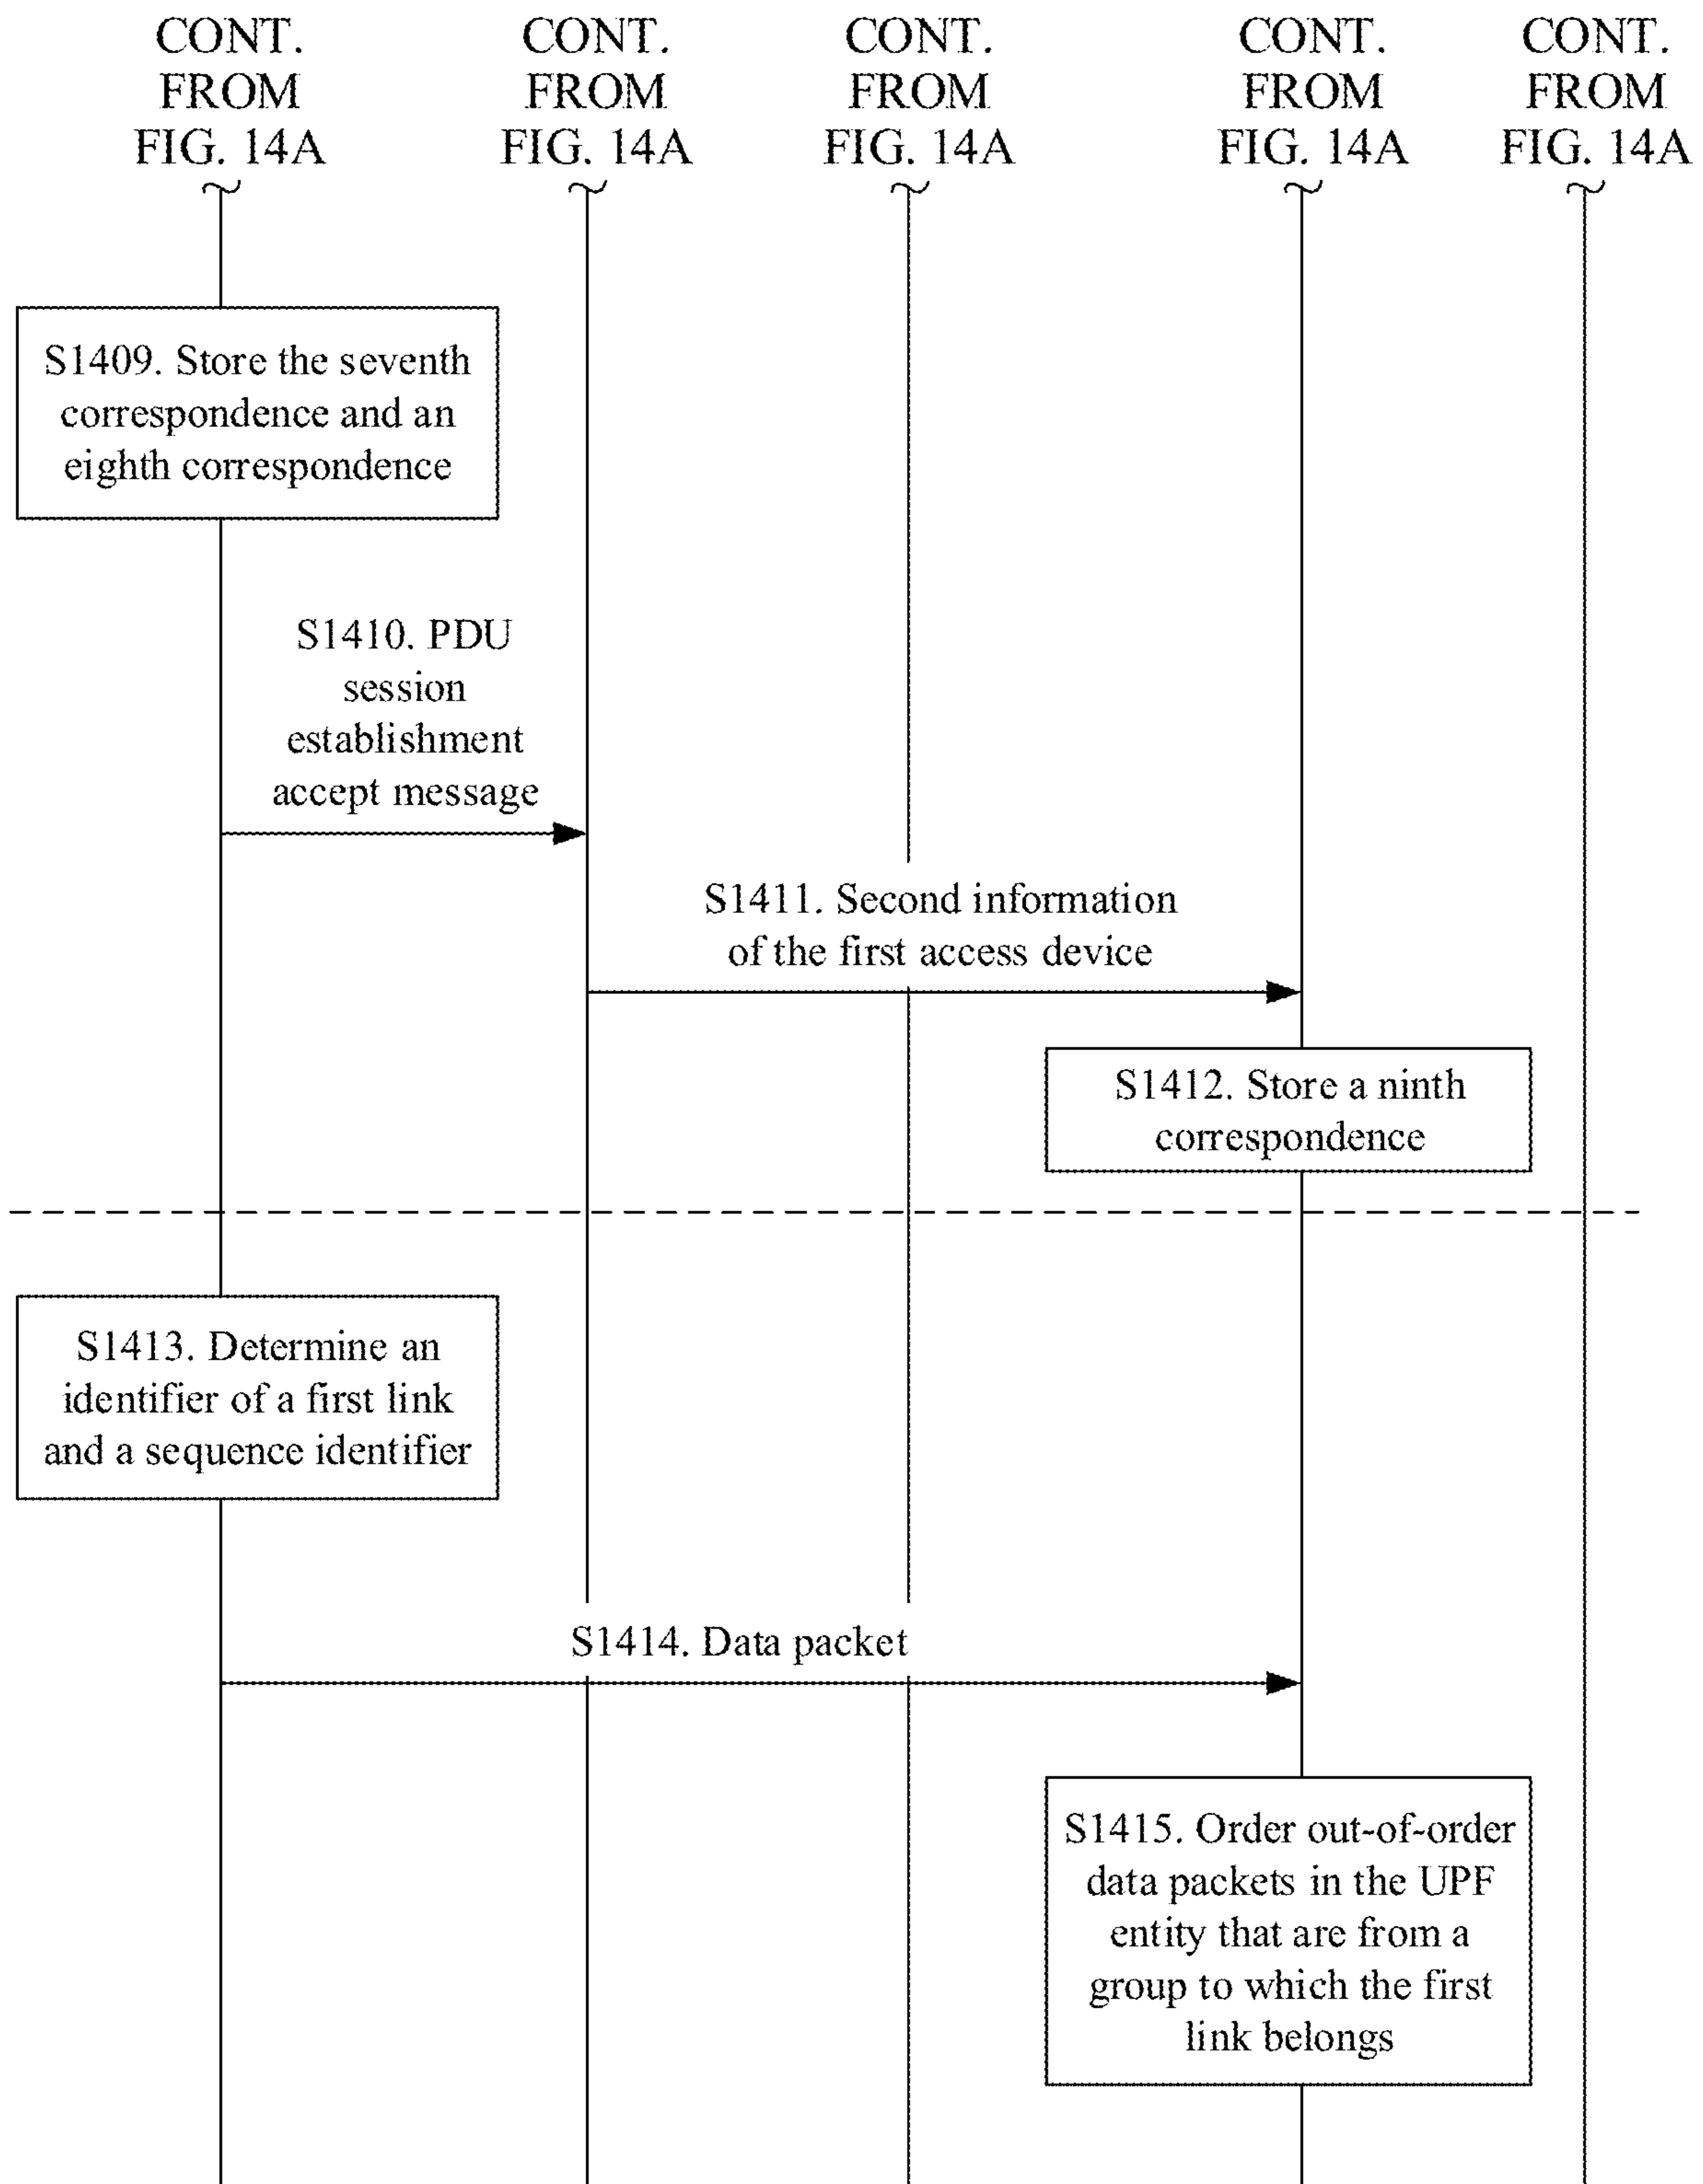 CONT.
FROM
FIG. 14A
CONT.
FROM
FIG. 14A
CONT.
FROM
FIG. 14A
CONT.
FROM
FIG. 14A
CONT.
FROM
FIG. 14A
S1409. Store the seventh
correspondence and an
eighth correspondence
S1410. PDU
session
establishment
accept message
S1411. Second information
of the first access device
S1412. Store a ninth
correspondence
S1413. Determine an
identifier of a first link
and a sequence identifier
S1414. Data packet
S1415. Order out-of-order
data packets in the UPF
entity that are from a
group to which the first
link belongs